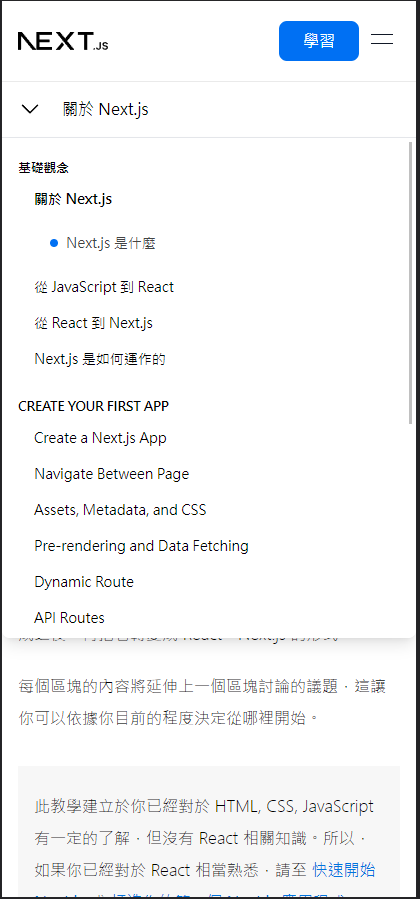 NEXT.JS
學習
關於 Next.js
基礎觀念
關於 Next.js
Next.js 是什麼
從 JavaScript 到 React
從 React 到 Next.js
Next.js 是如何運作的
CREATE YOUR FIRST APP
Create a Next.js App
Navigate Between Page
Assets, Metadata, and CSS
Pre-rendering and Data Fetching
Dynamic Route
API Routes
每個區塊的內容將延伸上一個區塊討論的議題，這讓
你可以依據你目前的程度決定從哪裡開始。
此教學建立於你已經對於 HTML, CSS, JavaScript
有一定的了解，但沒有 React 相關知識。所以，
如果你已經對於 React 相當熟悉，請至 快速開始